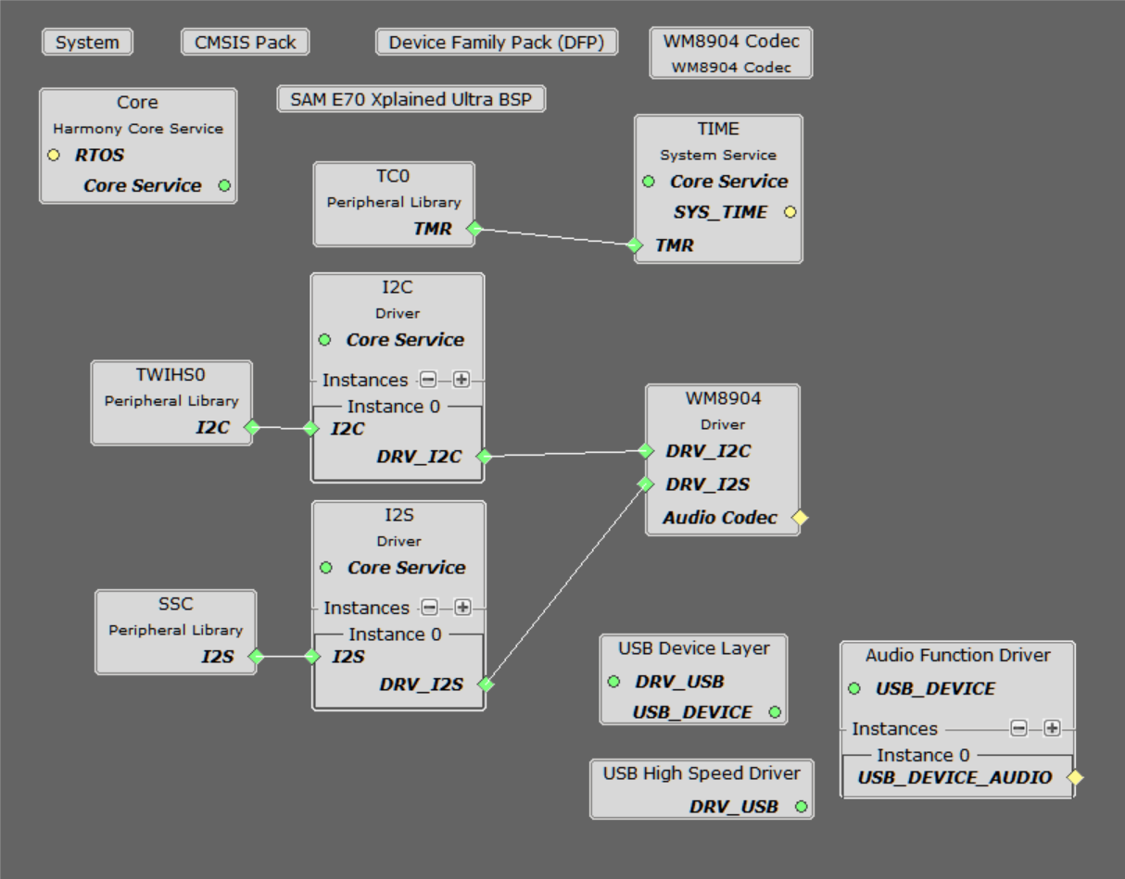 System
CMSIS Pack
Device Family Pack (DFP)
WM8904 Codec
WM8904 Codec
Core
Harmony Core Service
RTOS
Core Service
SAM E70 Xplained Ultra BSP
TIME
System Service
Core Service
SYS_TIME
TMR
TC0
Peripheral Library
TMR
I2C
Driver
Core Service
Instances
Instance 0
I2C
DRV_I2C
TWIHS0
Peripheral Library
I2C
WM8904
Driver
DRV_I2C
DRV_I2S
Audio Codec
I2S
Driver
Core Service
Instances
Instance 0
I2S
DRV_I2S
SSC
Peripheral Library
I2S
USB Device Layer
DRV_USB
USB_DEVICE
Audio Function Driver
USB_DEVICE
Instances
Instance 0
USB_DEVICE_AUDIO
USB High Speed Driver
DRV_USB